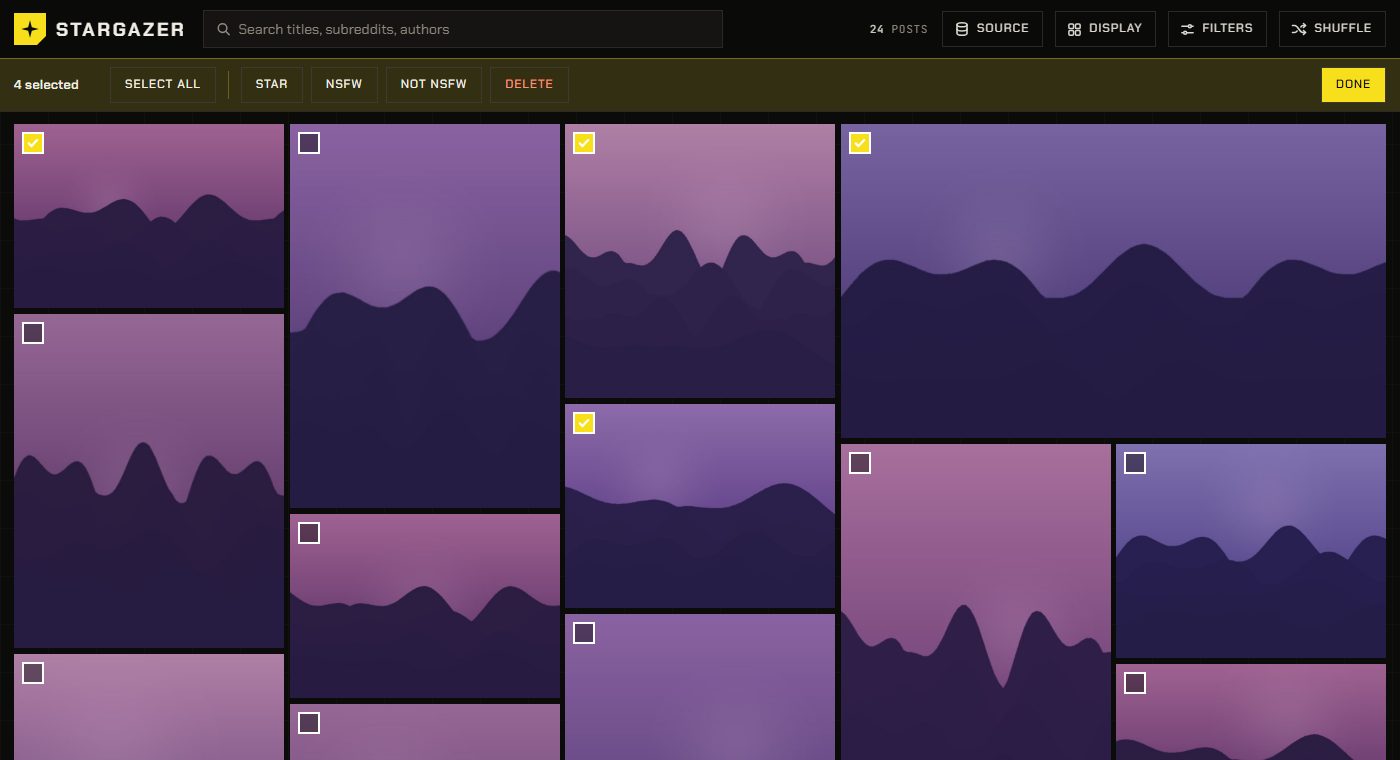 STARGAZER
Search titles, subreddits, authors
24 POSTS
SOURCE
DISPLAY
FILTERS
SHUFFLE
4 selected
SELECT ALL
STAR
NSFW
NOT NSFW
DELETE
DONE